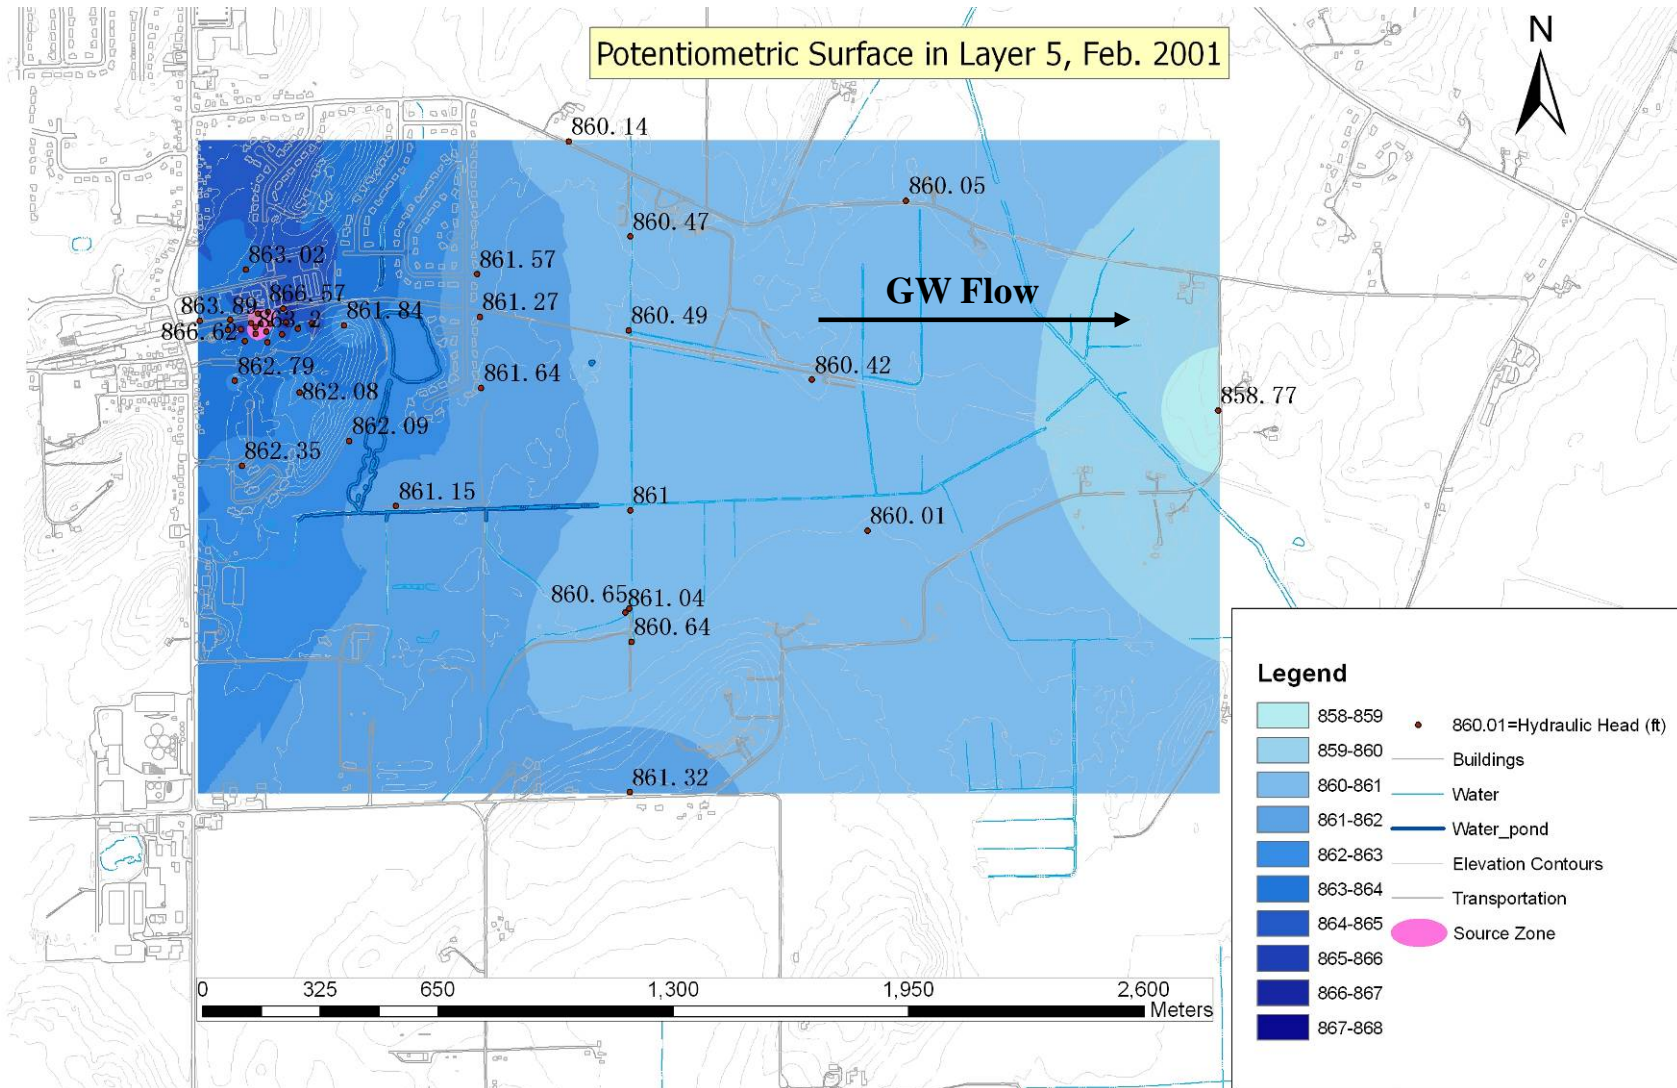 Potentiometric Surface in Layer 5, Feb. 2001
N
860.14
860.05
860.47
863.02
861.57
GW Flow
866.57
863.89
861.84
861.27
866.62
860.49
862.79
862.08
861.64
860.42
858.77
862.09
862.35
861.15
861
860.01
860.65
861.04
860.64
861.32
Legend
858-859
859-860
860-861
861-862
862-863
863-864
864-865
865-866
866-867
867-868
860.01=Hydraulic Head (ft)
Buildings
Water
Water_pond
Elevation Contours
Transportation
Source Zone
0 325 650 1,300 1,950 2,600
Meters